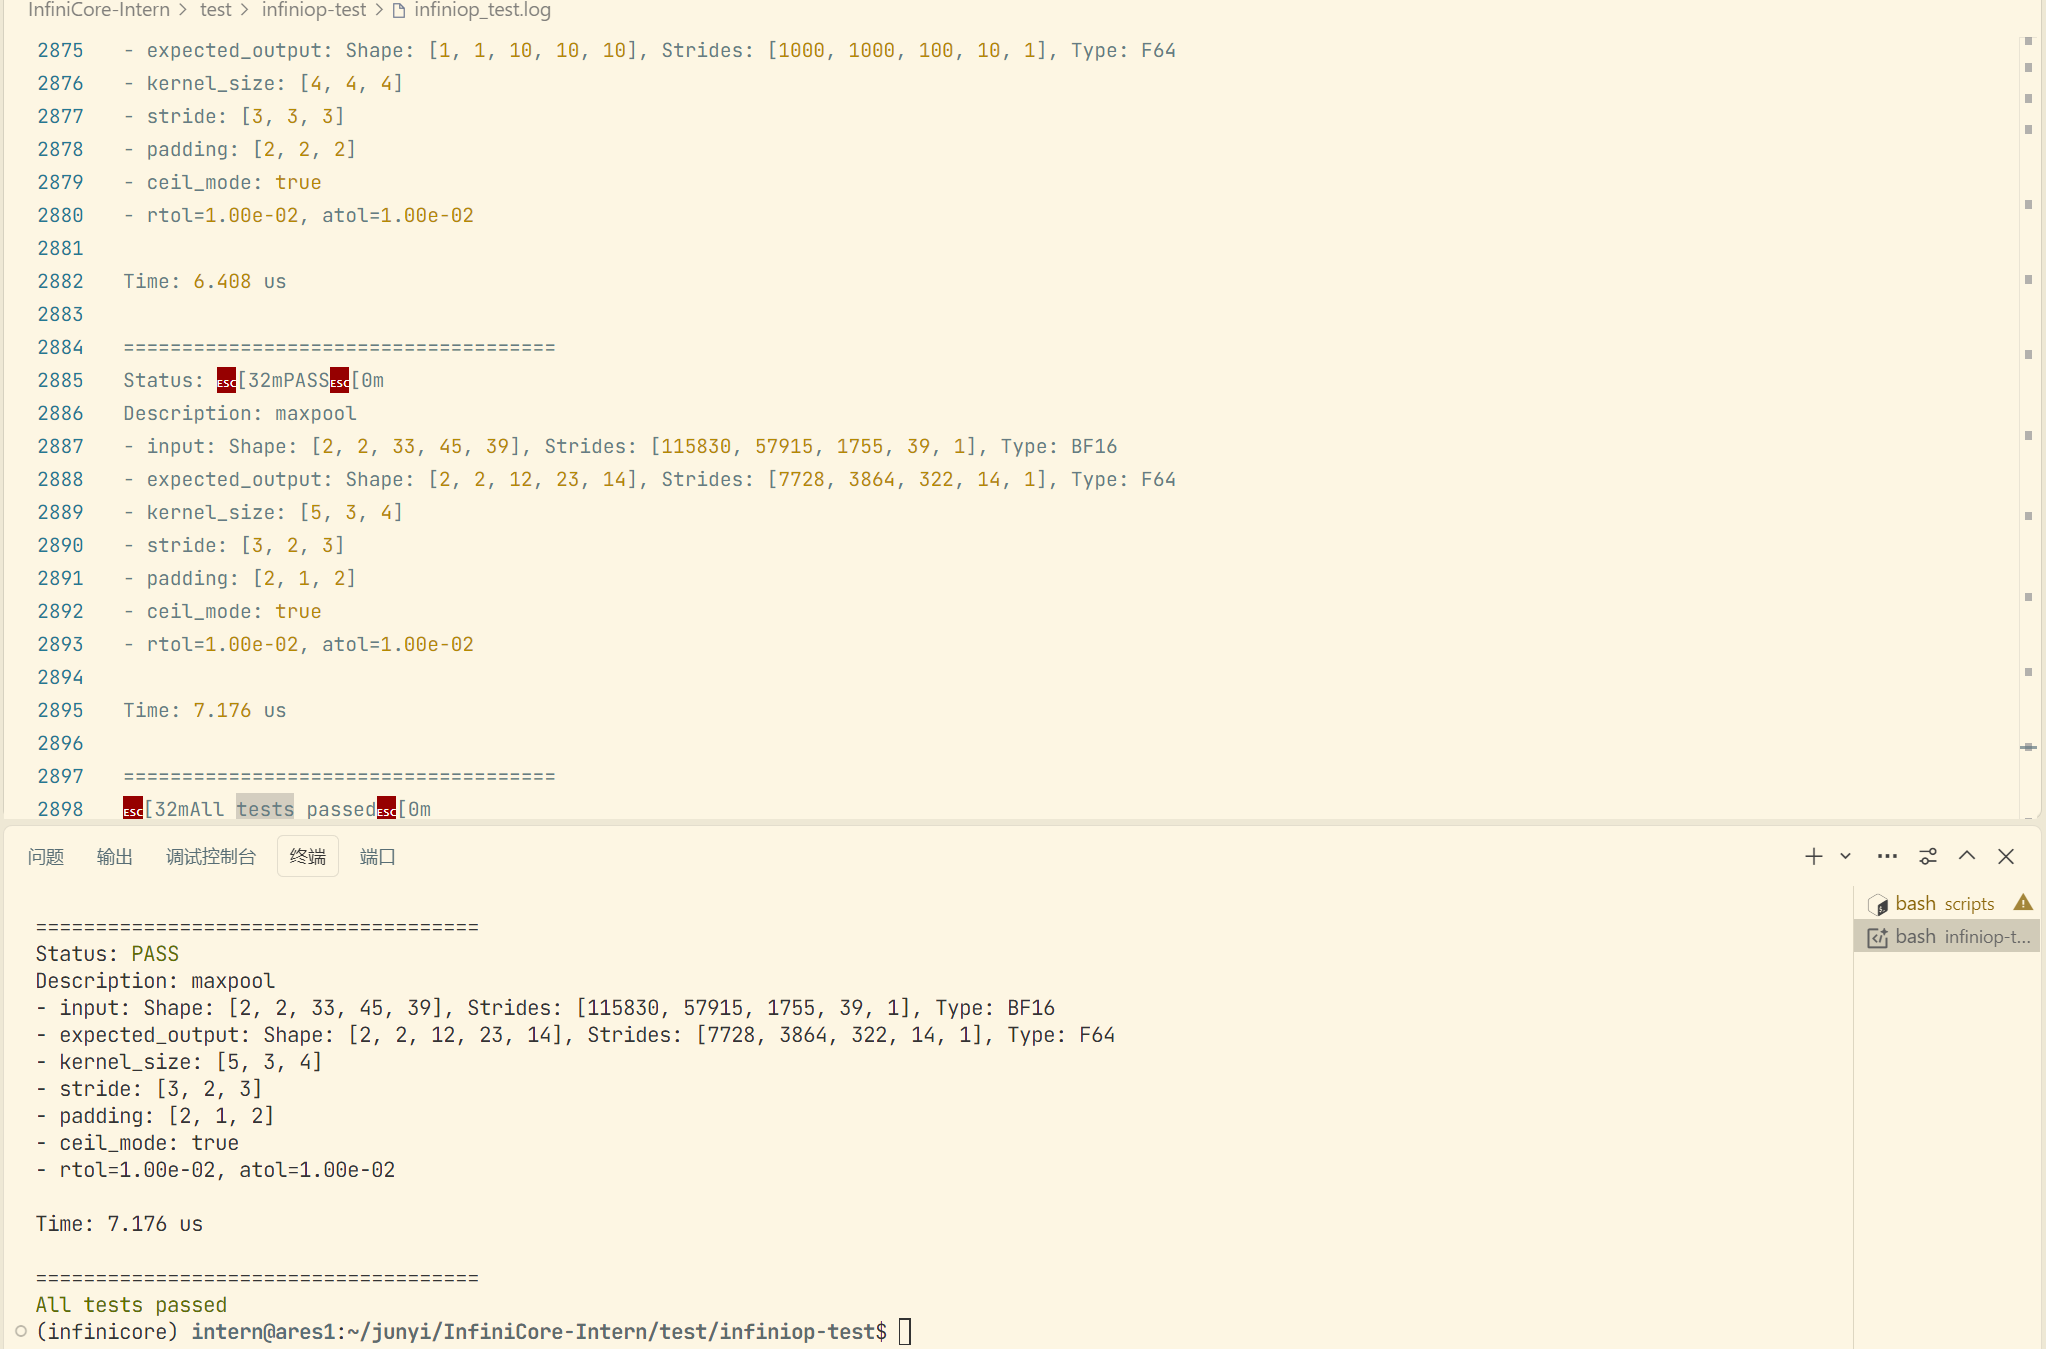 InfiniCore-Intern > test > infiniop-test > infiniop_test.log
2875 - expected_output: Shape: [1, 1, 10, 10, 10], Strides: [1000, 1000, 100, 10, 1], Type: F64
2876 - kernel_size: [4, 4, 4]
2877 - stride: [3, 3, 3]
2878 - padding: [2, 2, 2]
2879 - ceil_mode: true
2880 - rtol=1.00e-02, atol=1.00e-02
2881
2882 Time: 6.408 us
2883
2884 =====================================
2885 Status: ESC[32mPASSESC[0m
2886 Description: maxpool
2887 - input: Shape: [2, 2, 33, 45, 39], Strides: [115830, 57915, 1755, 39, 1], Type: BF16
2888 - expected_output: Shape: [2, 2, 12, 23, 14], Strides: [7728, 3864, 322, 14, 1], Type: F64
2889 - kernel_size: [5, 3, 4]
2890 - stride: [3, 2, 3]
2891 - padding: [2, 1, 2]
2892 - ceil_mode: true
2893 - rtol=1.00e-02, atol=1.00e-02
2894
2895 Time: 7.176 us
2896
2897 =====================================
2898 ESC[32mAll tests passedESC[0m
问题 输出 调试控制台 终端 端口
bash scripts
bash infiniop-t...
=====================================
Status: PASS
Description: maxpool
- input: Shape: [2, 2, 33, 45, 39], Strides: [115830, 57915, 1755, 39, 1], Type: BF16
- expected_output: Shape: [2, 2, 12, 23, 14], Strides: [7728, 3864, 322, 14, 1], Type: F64
- kernel_size: [5, 3, 4]
- stride: [3, 2, 3]
- padding: [2, 1, 2]
- ceil_mode: true
- rtol=1.00e-02, atol=1.00e-02
Time: 7.176 us
=====================================
All tests passed
(infinicore) intern@ares1:~/junyi/InfiniCore-Intern/test/infiniop-test$